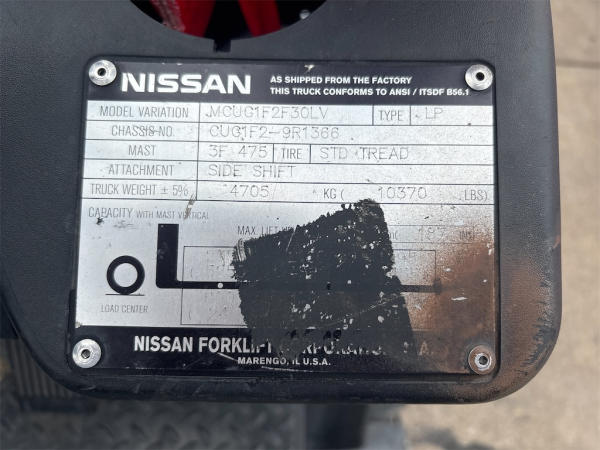 NISSAN
AS SHIPPED FROM THE FACTORY
THIS TRUCK CONFORMS TO ANSI / ITSDF B56.1
MODEL VARIATION MCUG1F2F30LV TYPE LP
CHASSIS NO. CUG1F2-9R1366
MAST 3F 475 TIRE STD TREAD
ATTACHMENT SIDE SHIFT
TRUCK WEIGHT ± 5% 4705 KG ( 10370 LBS)
CAPACITY WITH MAST VERTICAL
MAX. LIFT
LOAD CENTER
NISSAN FORKLIFT
MARENGO, IL U.S.A.